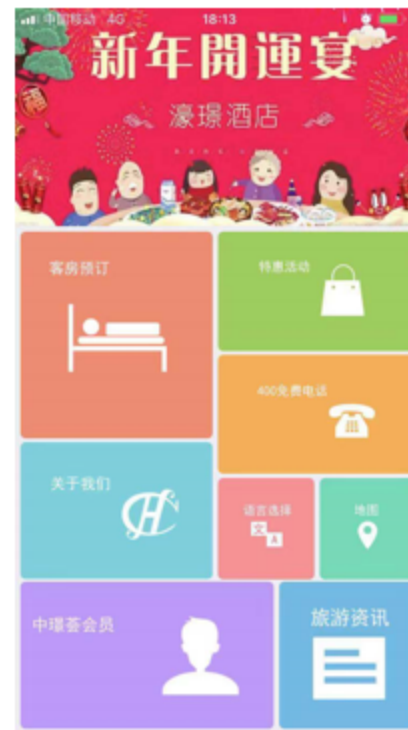 中国移动 4G 18:13
新年開運宴
濠璟酒店
客房预订
特惠活动
400免费电话
关于我们
语言选择
文
A
地图
中璟荟会员
旅游资讯